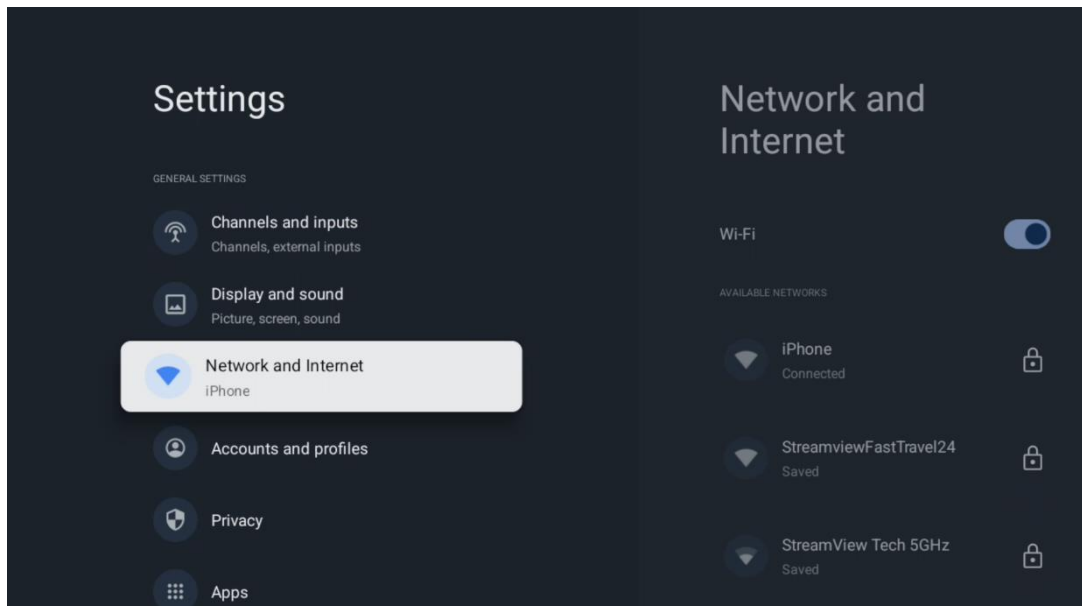 Settings
GENERAL SETTINGS
Channels and inputs
Channels, external inputs
Display and sound
Picture, screen, sound
Network and Internet
iPhone
Accounts and profiles
Privacy
Apps
Network and
Internet
Wi-Fi
AVAILABLE NETWORKS
iPhone
Connected
StreamviewFastTravel24
Saved
StreamView Tech 5GHz
Saved